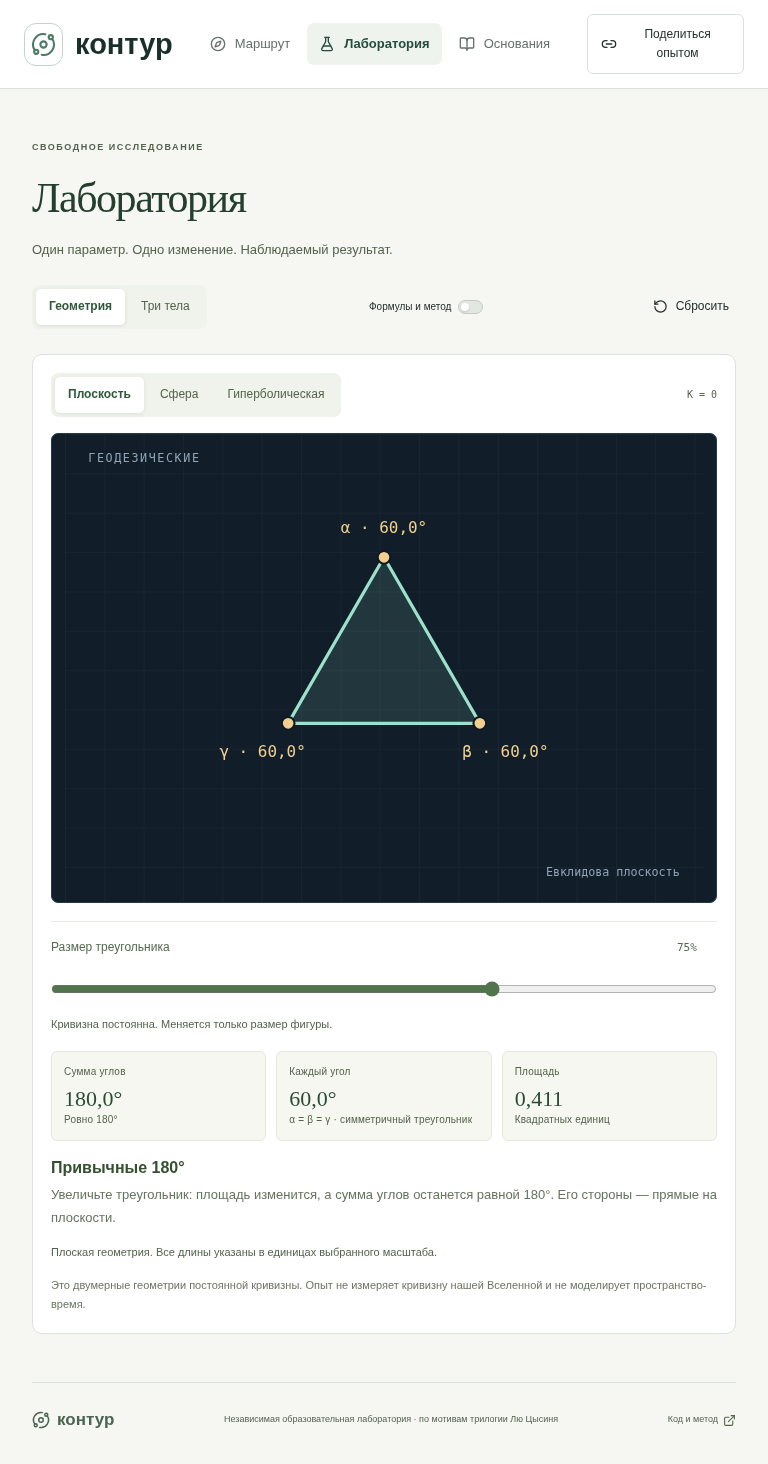 контур
Маршрут
Лаборатория
Основания
Поделиться
опытом
СВОБОДНОЕ ИССЛЕДОВАНИЕ
Лаборатория
Один параметр. Одно изменение. Наблюдаемый результат.
Геометрия
Три тела
Формулы и метод
Сбросить
Плоскость
Сфера
Гиперболическая
K = 0
ГЕОДЕЗИЧЕСКИЕ
α · 60,0°
γ · 60,0°
β · 60,0°
Евклидова плоскость
Размер треугольника
75%
Кривизна постоянна. Меняется только размер фигуры.
Сумма углов
180,0°
Ровно 180°
Каждый угол
60,0°
α = β = γ · симметричный треугольник
Площадь
0,411
Квадратных единиц
Привычные 180°
Увеличьте треугольник: площадь изменится, а сумма углов останется равной 180°. Его стороны — прямые на
плоскости.
Плоская геометрия. Все длины указаны в единицах выбранного масштаба.
Это двумерные геометрии постоянной кривизны. Опыт не измеряет кривизну нашей Вселенной и не моделирует пространство-
время.
контур
Независимая образовательная лаборатория · по мотивам трилогии Лю Цысиня
Код и метод